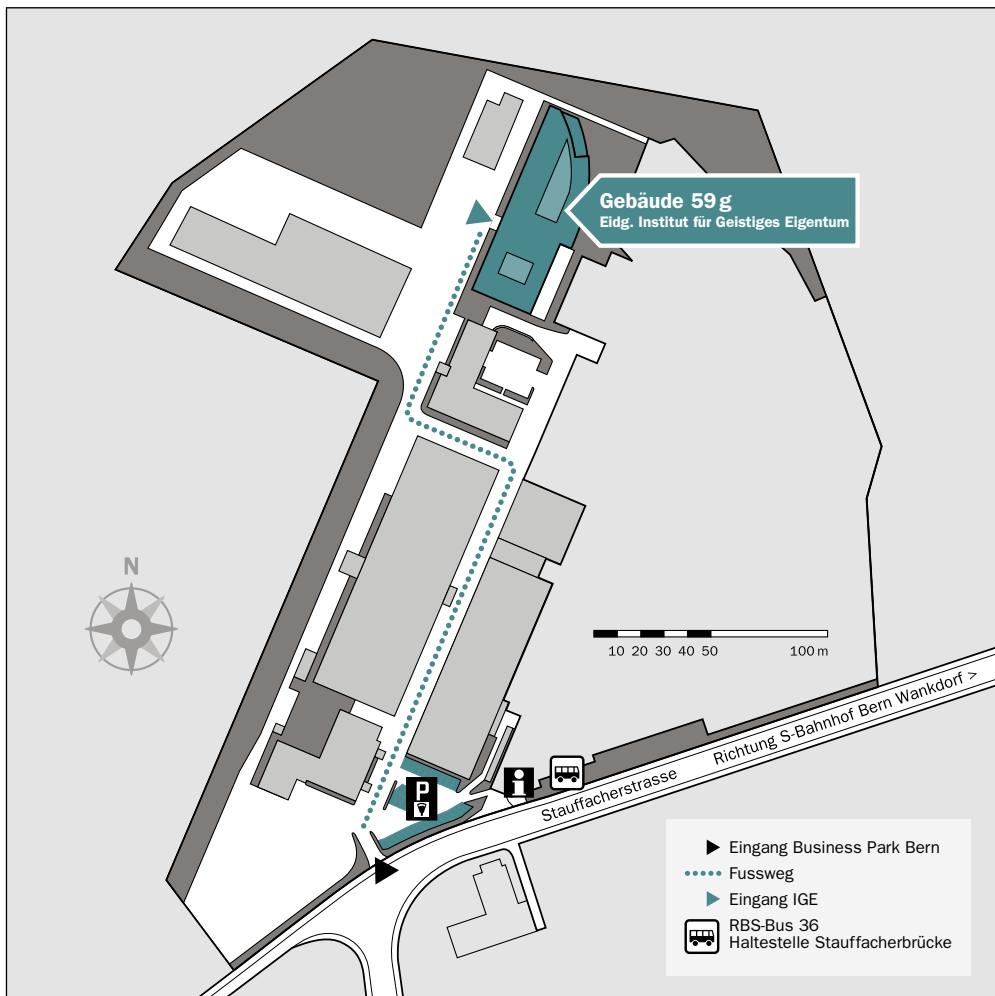 Gebäude 59 g
Eidg. Institut für Geistiges Eigentum
N
10 20 30 40 50 100 m
Richtung S-Bahnhof Bern Wankdorf >
Stauffacherstrasse
P
i
Eingang Business Park Bern
Fussweg
Eingang IGE
RBS-Bus 36
Haltestelle Stauffacherbrücke